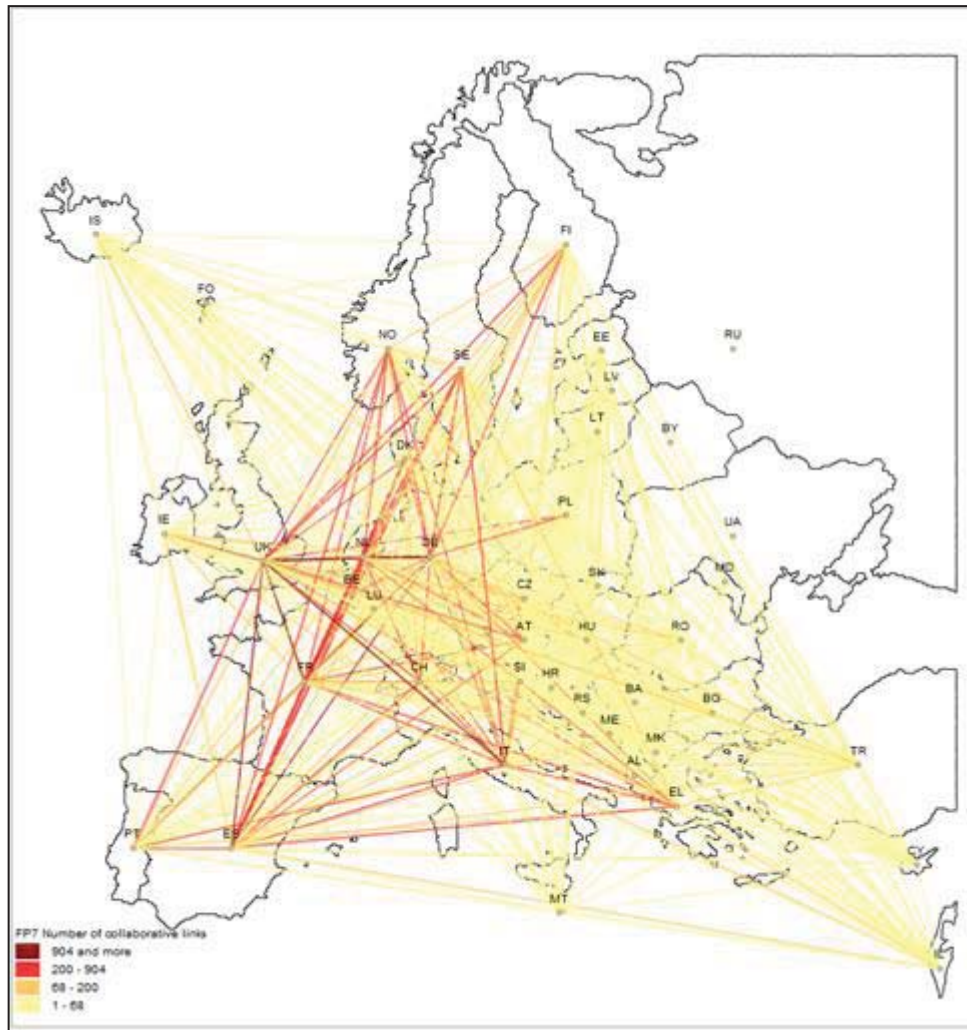 IS
FI
FO
NO
SE
EE
LV
LT
BY
RU
DK
IE
UK
NL
DE
PL
UA
BE
LU
CZ
SK
MD
AT
HU
RO
FR
CH
SI
HR
RS
BA
BG
ME
MK
AL
IT
TR
EL
PT
ES
MT
FP7 Number of collaborative links
904 and more
200 - 904
68 - 200
1 - 68